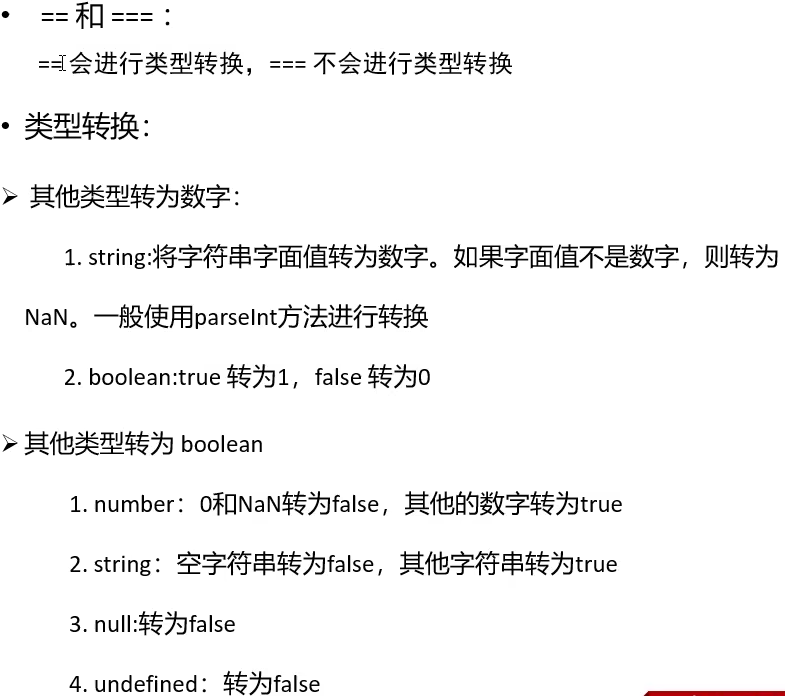 • == 和 === ：
== 会进行类型转换，=== 不会进行类型转换
• 类型转换：
➢ 其他类型转为数字：
1. string:将字符串字面值转为数字。如果字面值不是数字，则转为
NaN。一般使用parseInt方法进行转换
2. boolean:true 转为1，false 转为0
➢ 其他类型转为 boolean
1. number：0和NaN转为false，其他的数字转为true
2. string：空字符串转为false，其他字符串转为true
3. null:转为false
4. undefined：转为false